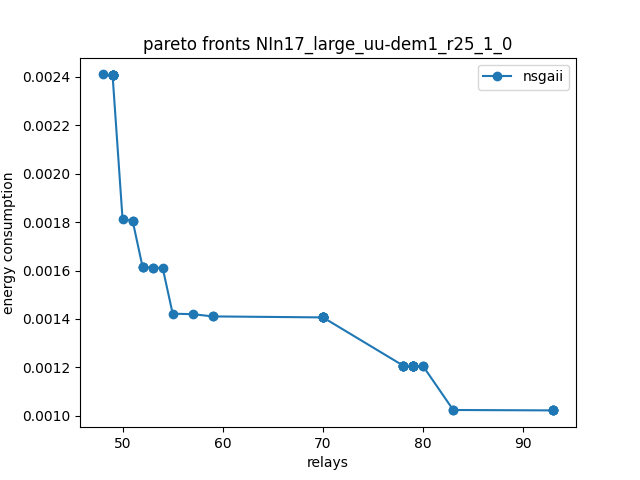 pareto fronts NIn17_large_uu-dem1_r25_1_0
nsgaii
energy consumption
0.0024
0.0022
0.0020
0.0018
0.0016
0.0014
0.0012
0.0010
50 60 70 80 90
relays